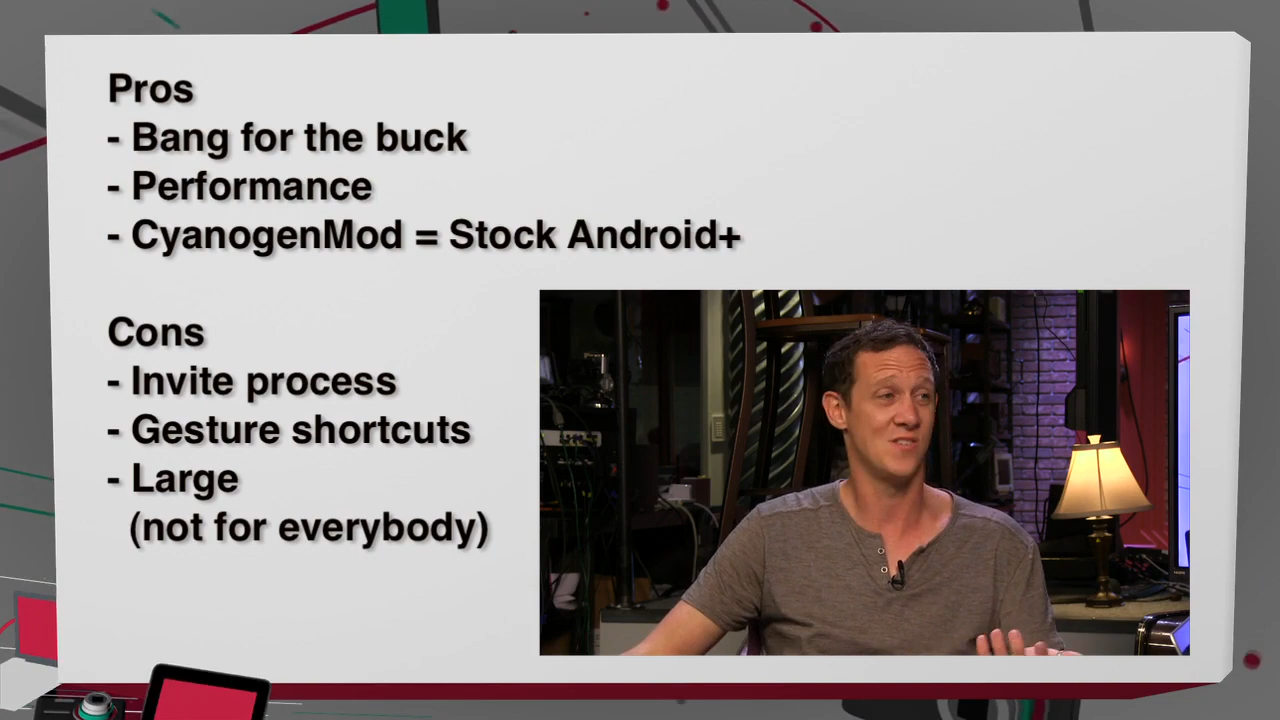 Pros
- Bang for the buck
- Performance
- CyanogenMod = Stock Android+
Cons
- Invite process
- Gesture shortcuts
- Large
(not for everybody)